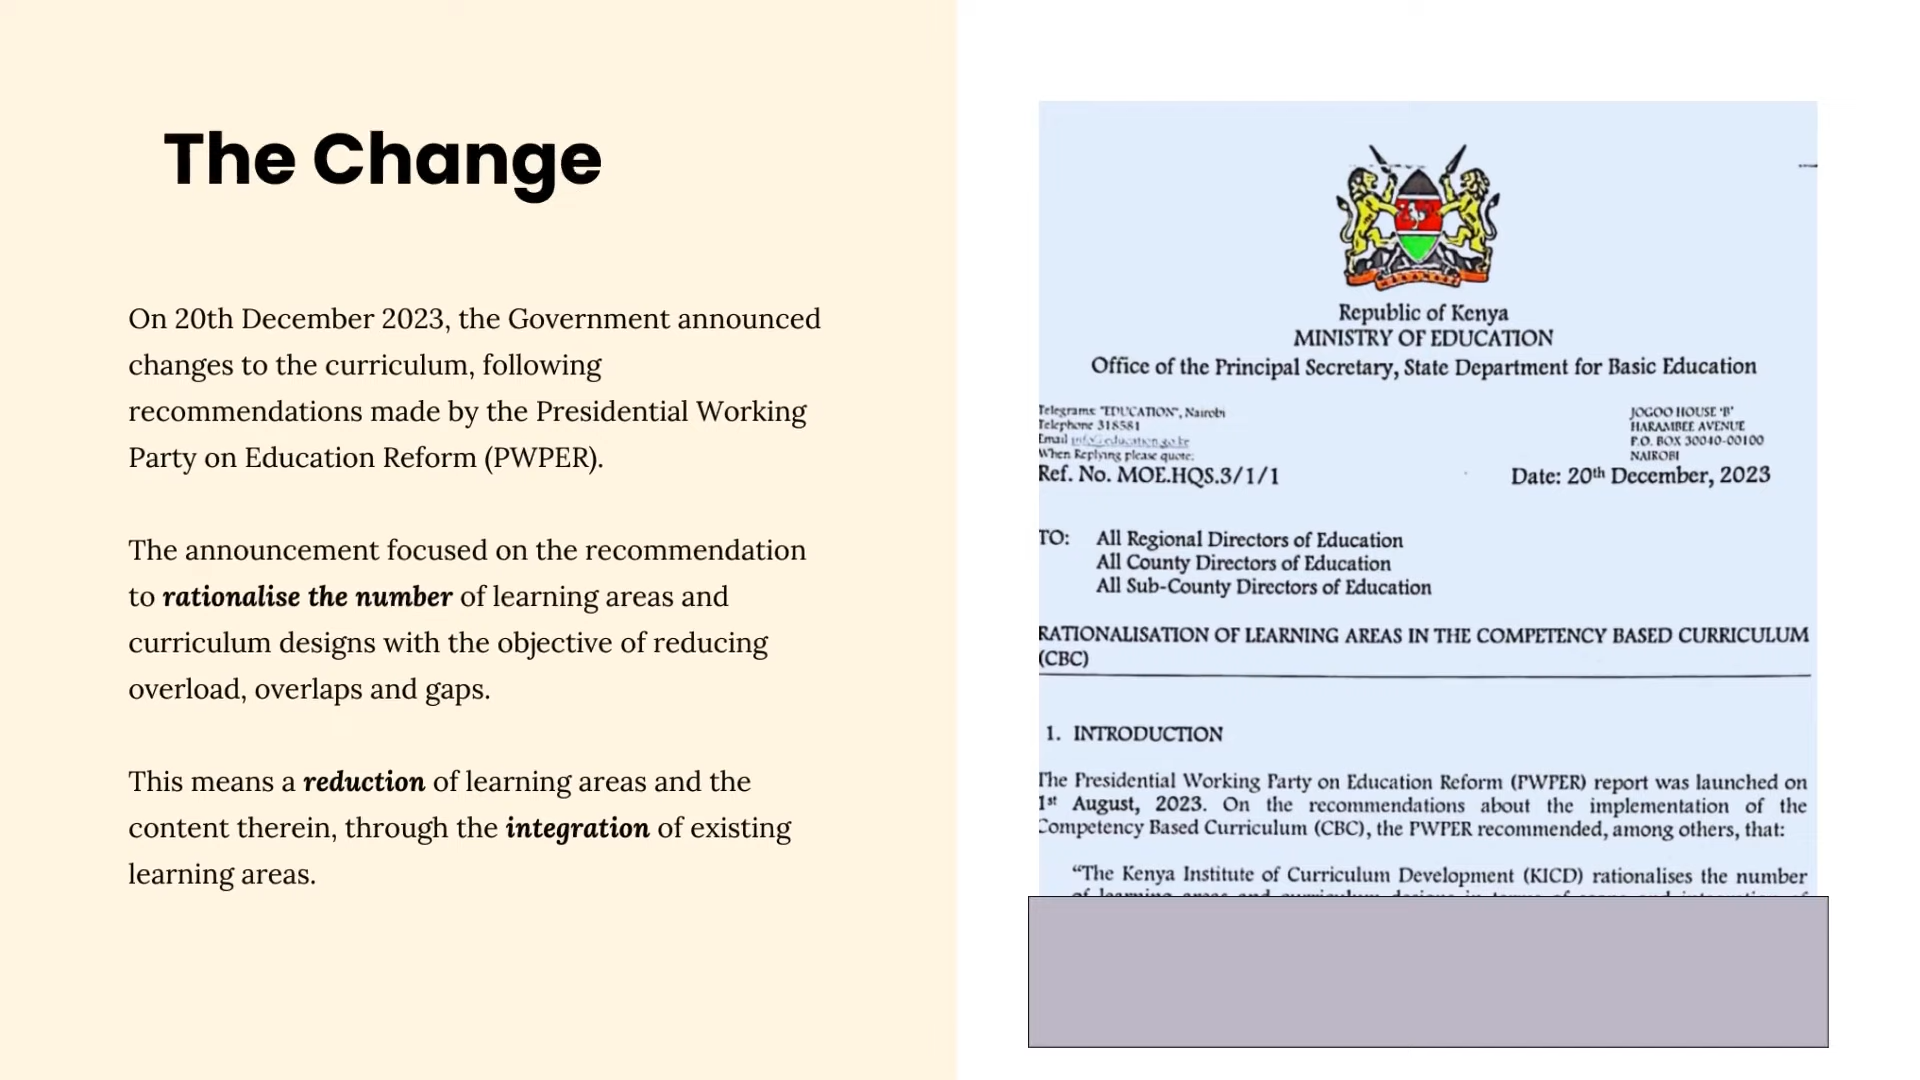 The Change
On 20th December 2023, the Government announced
changes to the curriculum, following
recommendations made by the Presidential Working
Party on Education Reform (PWPER).
The announcement focused on the recommendation
to rationalise the number of learning areas and
curriculum designs with the objective of reducing
overload, overlaps and gaps.
This means a reduction of learning areas and the
content therein, through the integration of existing
learning areas.
Republic of Kenya
MINISTRY OF EDUCATION
Office of the Principal Secretary, State Department for Basic Education
Telegrams: "EDUCATION", Nairobi
Telephone 318581
Email info@education.go.ke
When Replying please quote:
Ref. No. MOE.HQS.3/1/1
JOGOO HOUSE 'B'
HARAMBEE AVENUE
P.O. BOX 30040-00100
NAIROBI
Date: 20th December, 2023
TO: All Regional Directors of Education
All County Directors of Education
All Sub-County Directors of Education
RATIONALISATION OF LEARNING AREAS IN THE COMPETENCY BASED CURRICULUM
(CBC)
1. INTRODUCTION
The Presidential Working Party on Education Reform (PWPER) report was launched on
1st August, 2023. On the recommendations about the implementation of the
Competency Based Curriculum (CBC), the PWPER recommended, among others, that:
"The Kenya Institute of Curriculum Development (KICD) rationalises the number